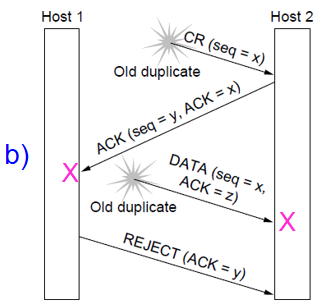 Host 1
Host 2
CR (seq = x)
Old duplicate
ACK (seq = y, ACK = x)
b)
X
DATA (seq = x,
ACK = z)
Old duplicate
X
REJECT (ACK = y)